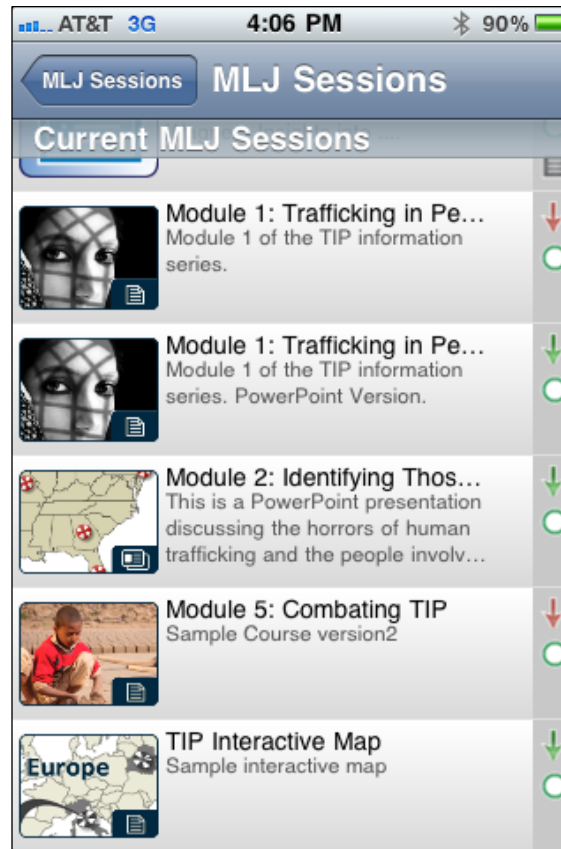 AT&T 3G 4:06 PM 90%
MLJ Sessions MLJ Sessions
Current MLJ Sessions
Module 1: Trafficking in Pe...
Module 1 of the TIP information
series.
Module 1: Trafficking in Pe...
Module 1 of the TIP information
series. PowerPoint Version.
Module 2: Identifying Thos...
This is a PowerPoint presentation
discussing the horrors of human
trafficking and the people involv...
Module 5: Combating TIP
Sample Course version2
TIP Interactive Map
Europe
Sample interactive map